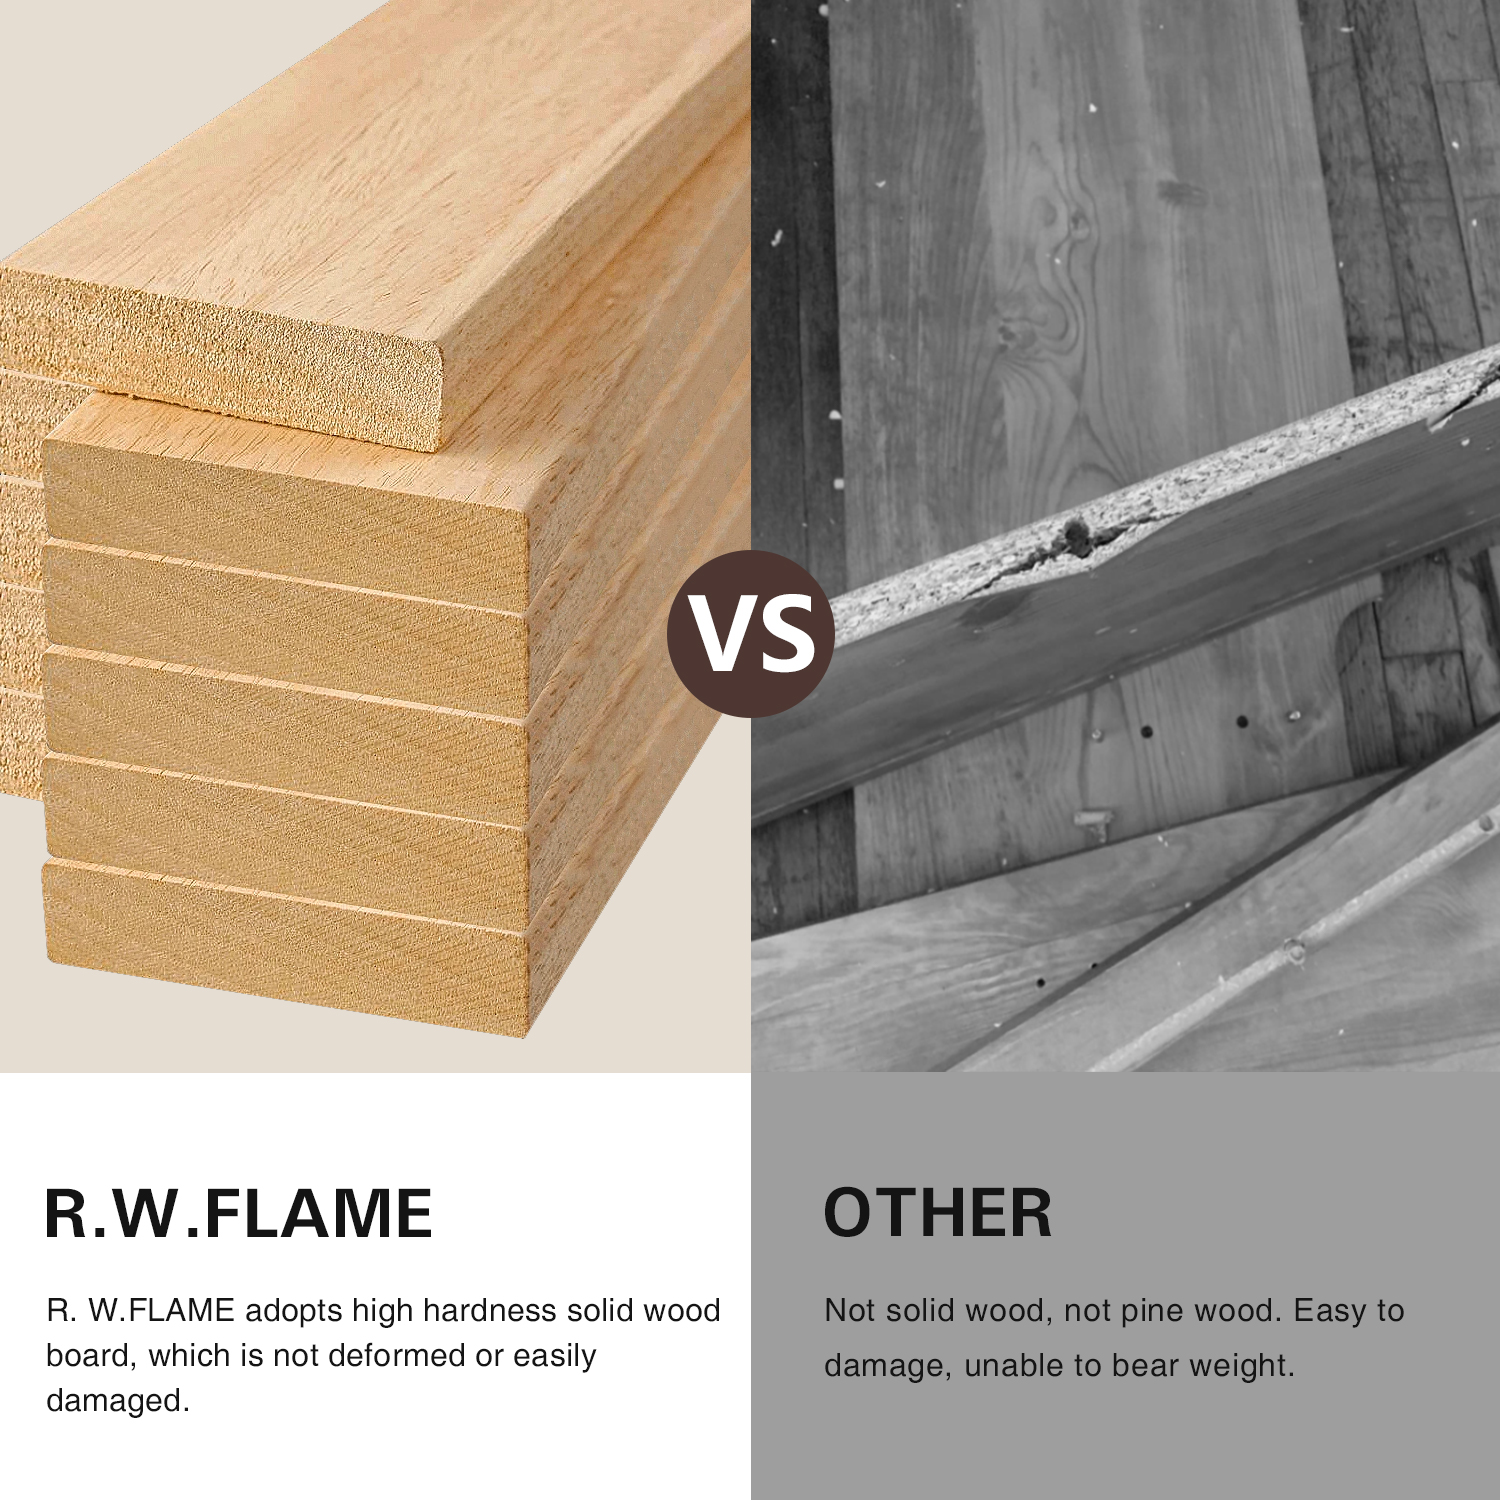 VS
R.W.FLAME
R. W.FLAME adopts high hardness solid wood
board, which is not deformed or easily
damaged.
OTHER
Not solid wood, not pine wood. Easy to
damage, unable to bear weight.